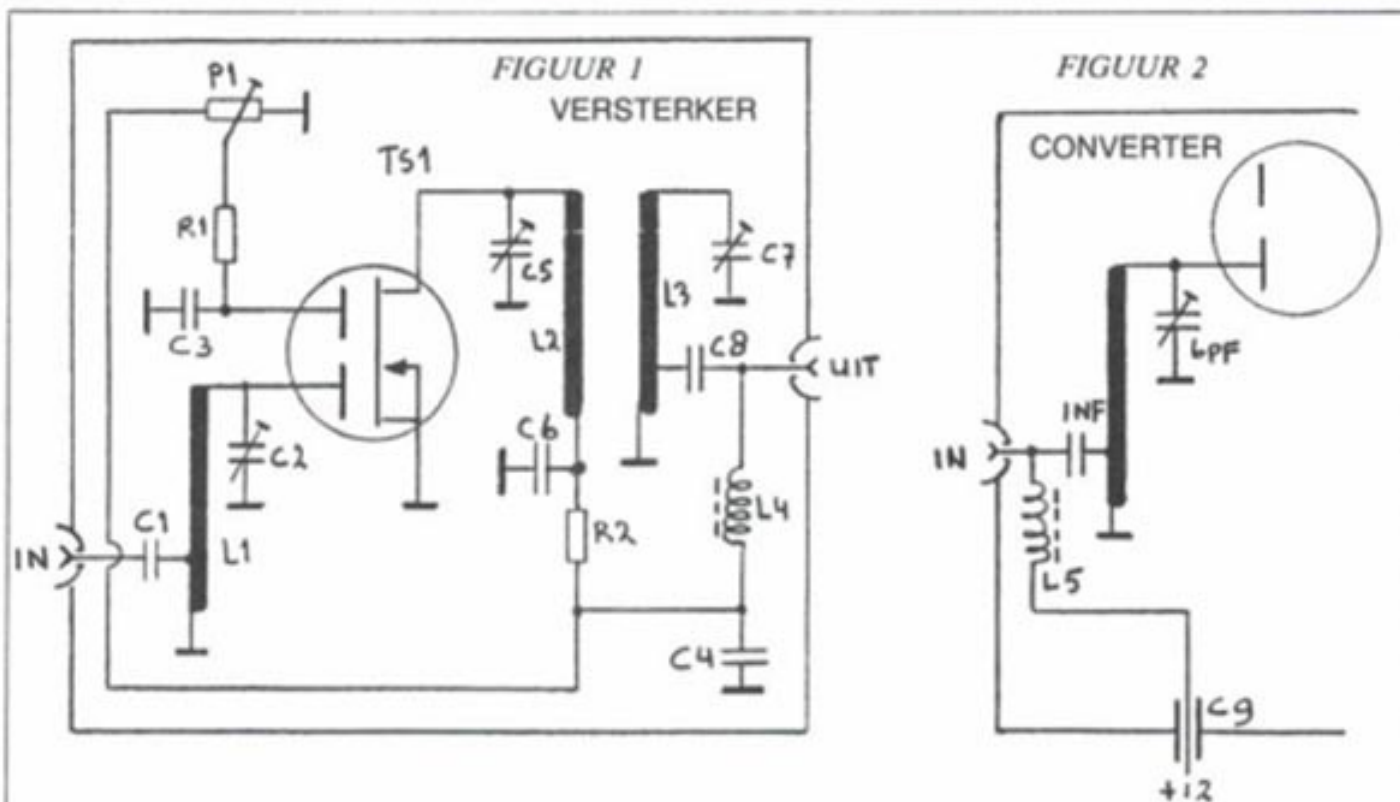 FIGUUR 1
VERSTERKER
P1
TS1
R1
C3
C5
L2
L3
C7
C8
UIT
C2
C6
C1
IN
L1
R2
L4
C4
FIGUUR 2
CONVERTER
6PF
1NF
IN
L5
C9
+12